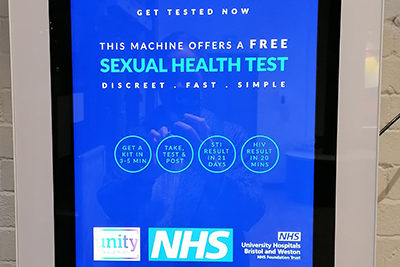 GET TESTED NOW
THIS MACHINE OFFERS A FREE
SEXUAL HEALTH TEST
DISCREET . FAST . SIMPLE
GET A
KIT IN
3-5 MIN
TAKE,
TEST &
POST
STI
RESULT
IN 21
DAYS
HIV
RESULT
IN 20
MINS
unity
NHS
NHS
University Hospitals
Bristol and Weston
NHS Foundation Trust